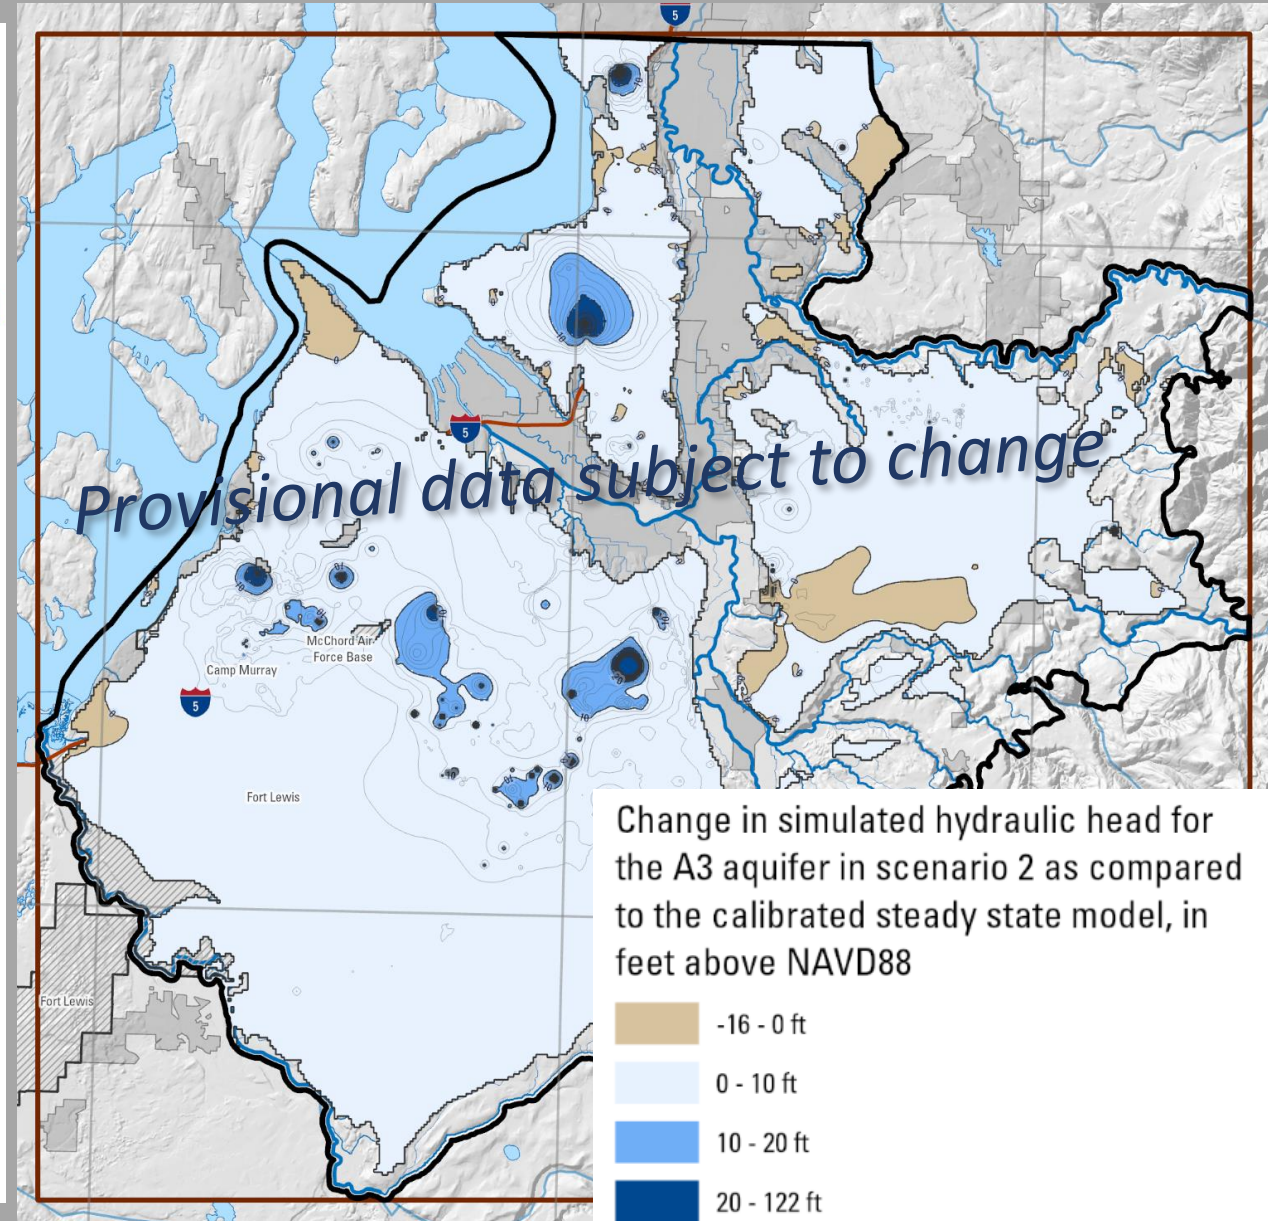 5
5
Provisional data subject to change
McChord Air
Force Base
Camp Murray
5
Fort Lewis
Fort Lewis
Change in simulated hydraulic head for
the A3 aquifer in scenario 2 as compared
to the calibrated steady state model, in
feet above NAVD88
-16 - 0 ft
0 - 10 ft
10 - 20 ft
20 - 122 ft